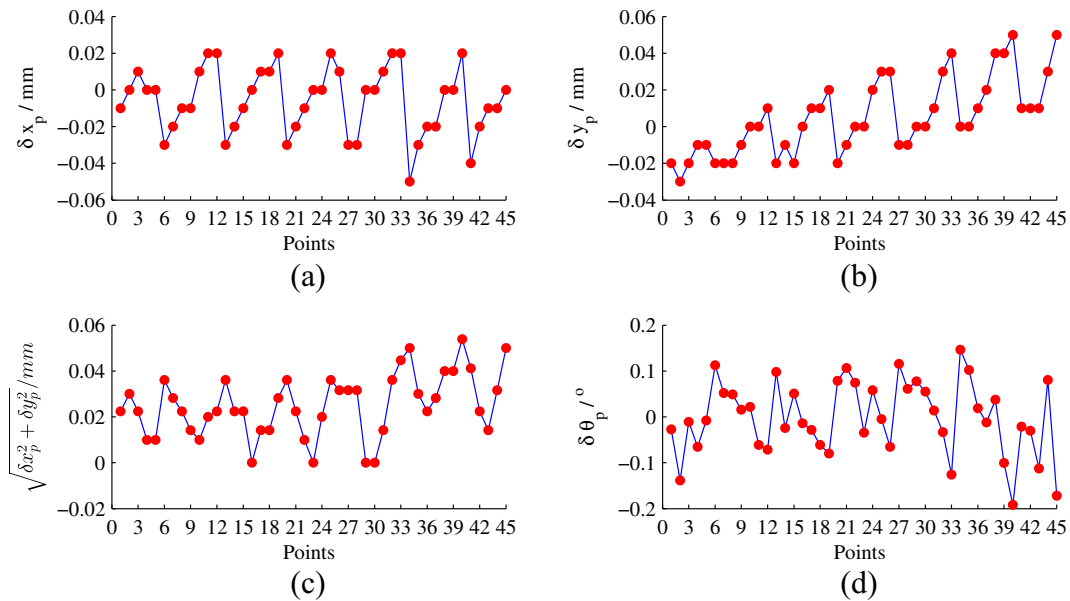 0.04
0.02
0
−0.02
−0.04
−0.06
δ x_p / mm
0 3 6 9 12 15 18 21 24 27 30 33 36 39 42 45
Points
(a)
0.06
0.04
0.02
0
−0.02
−0.04
δ y_p / mm
0 3 6 9 12 15 18 21 24 27 30 33 36 39 42 45
Points
(b)
0.06
0.04
0.02
0
−0.02
√δx_p^2 + δy_p^2/mm
0 3 6 9 12 15 18 21 24 27 30 33 36 39 42 45
Points
(c)
0.2
0.1
0
−0.1
−0.2
δ θ_p / °
0 3 6 9 12 15 18 21 24 27 30 33 36 39 42 45
Points
(d)